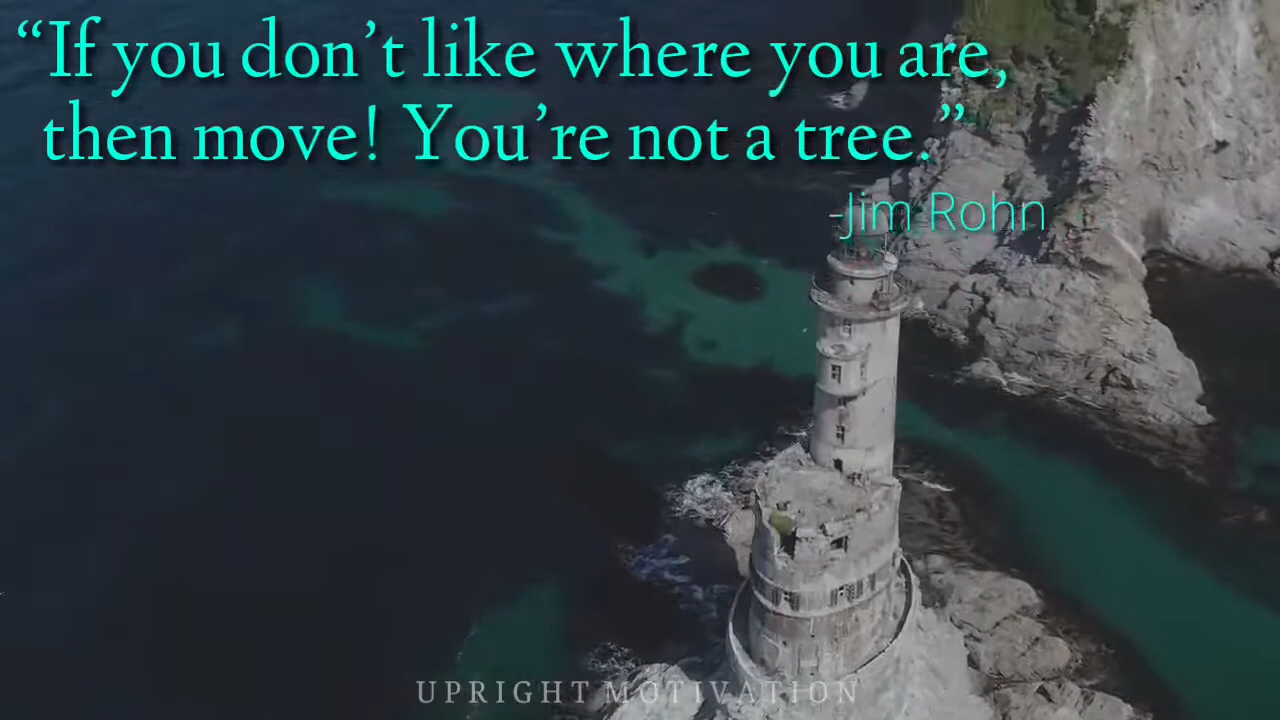 “If you don’t like where you are,
then move! You’re not a tree.”
-Jim Rohn
UPRIGHT MOTIVATION